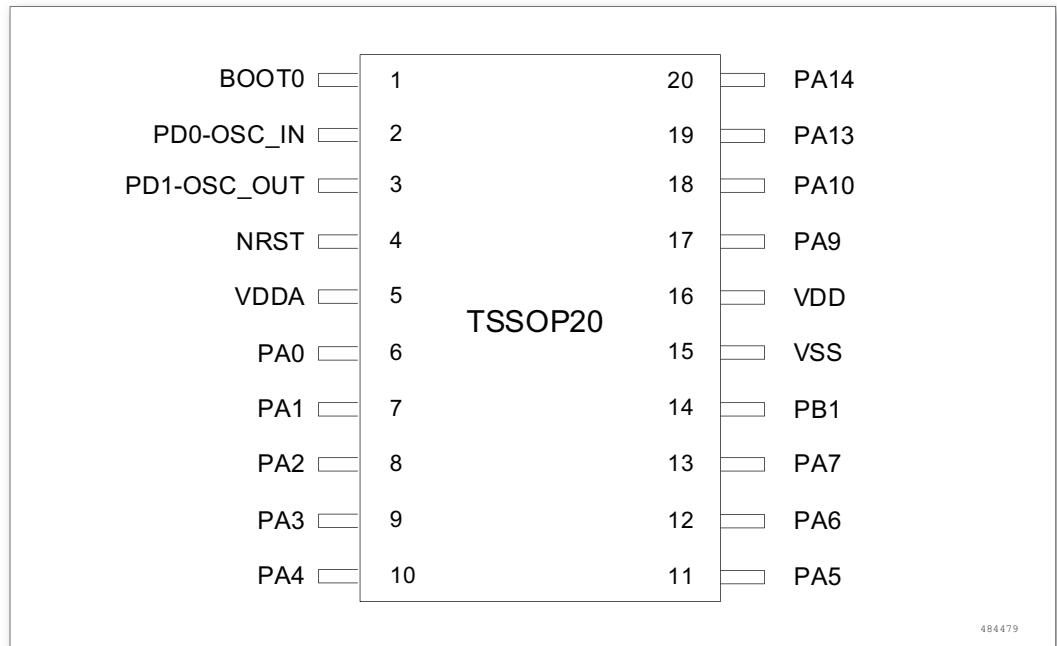 BOOT0 1 20 PA14
PD0-OSC_IN 2 19 PA13
PD1-OSC_OUT 3 18 PA10
NRST 4 17 PA9
VDDA 5 16 VDD
TSSOP20
PA0 6 15 VSS
PA1 7 14 PB1
PA2 8 13 PA7
PA3 9 12 PA6
PA4 10 11 PA5
484479